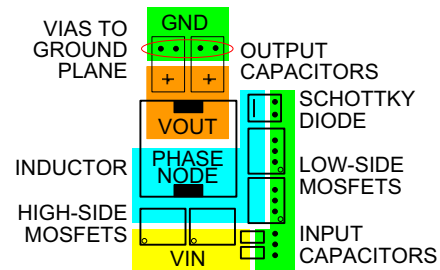 GND
VIAS TO
GROUND
PLANE
OUTPUT
CAPACITORS
SCHOTTKY
DIODE
VOUT
INDUCTOR
PHASE
NODE
LOW-SIDE
MOSFETS
HIGH-SIDE
MOSFETS
VIN
INPUT
CAPACITORS